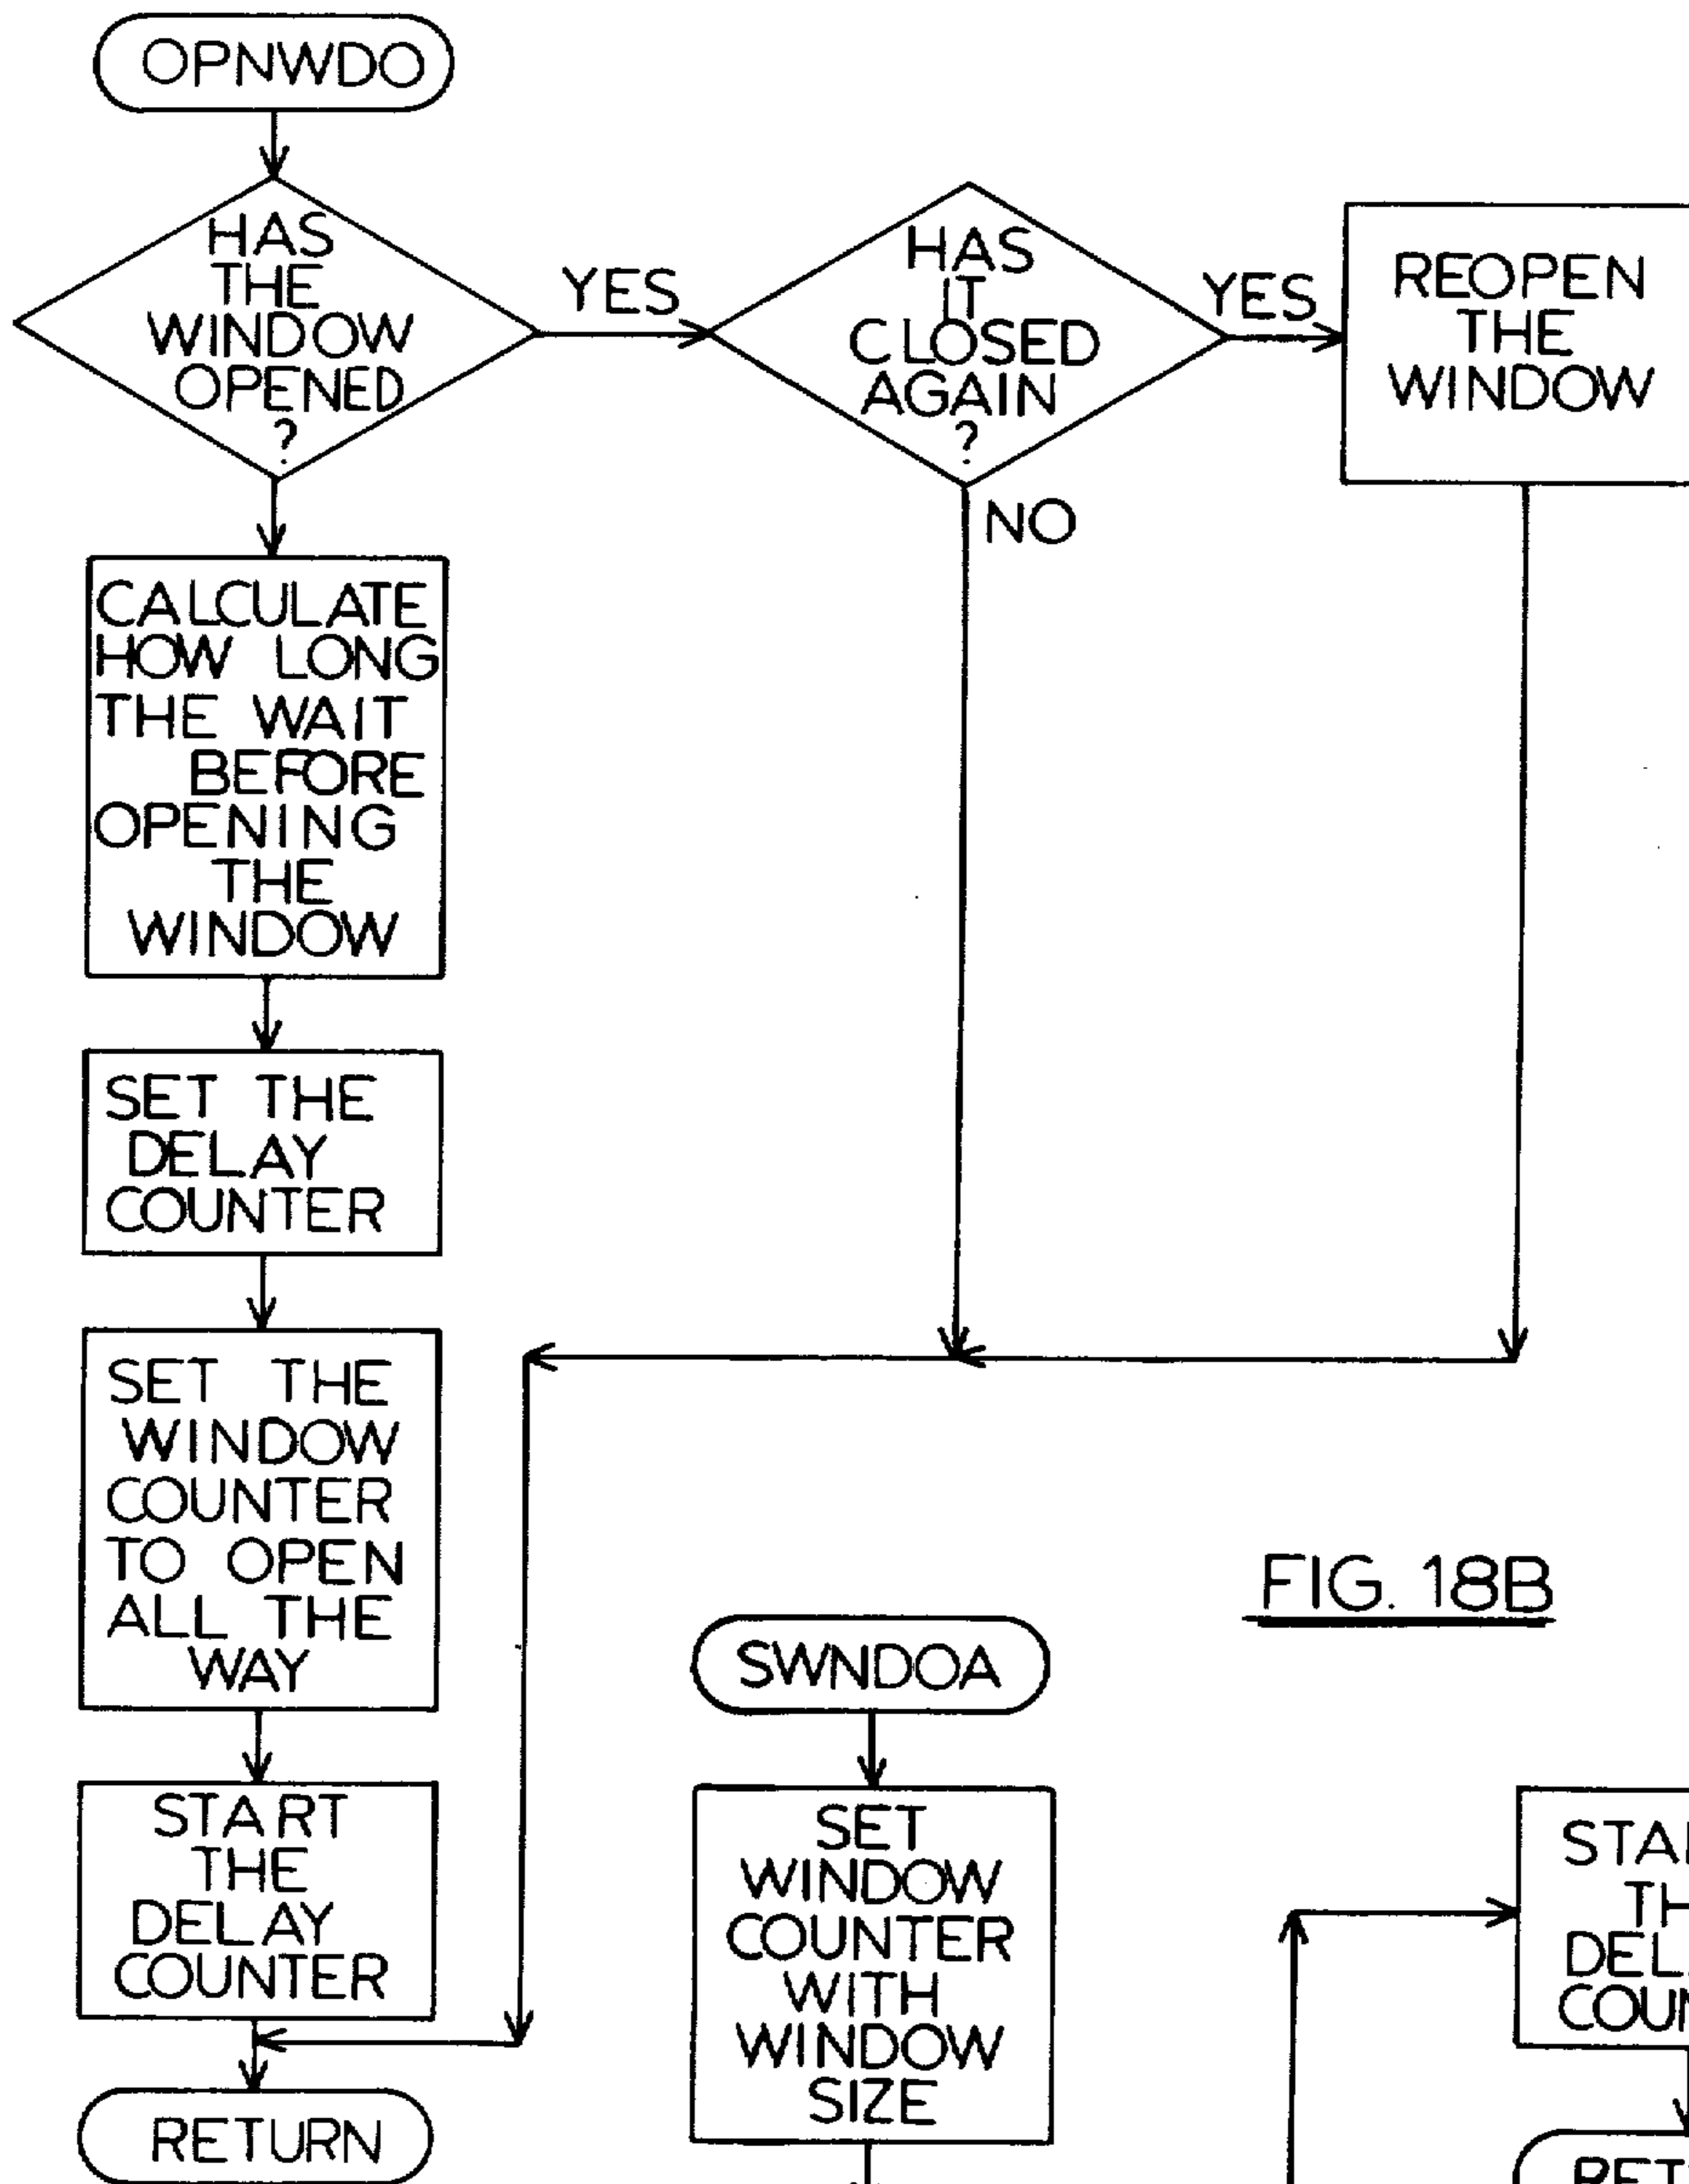 OPNWDO
HAS
THE
WINDOW
OPENED
?
YES
HAS
IT
CLOSED
AGAIN
?
YES
NO
REOPEN
THE
WINDOW
CALCULATE
HOW LONG
THE WAIT
BEFORE
OPENING
THE
WINDOW
SET THE
DELAY
COUNTER
SET THE
WINDOW
COUNTER
TO OPEN
ALL THE
WAY
START
THE
DELAY
COUNTER
RETURN
FIG. 18B
SWNDOA
SET
WINDOW
COUNTER
WITH
WINDOW
SIZE